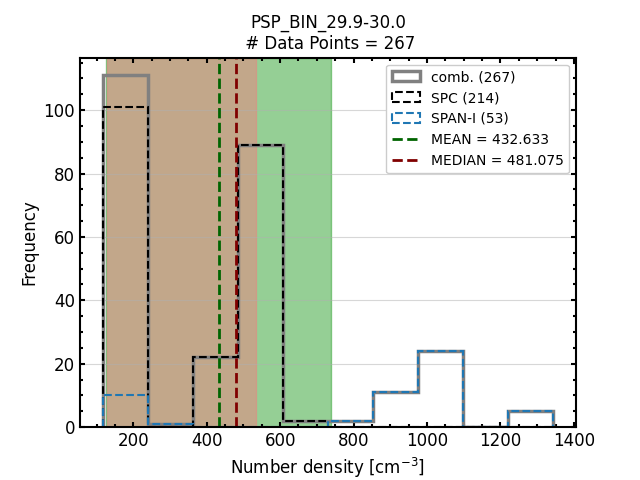 PSP_BIN_29.9-30.0
# Data Points = 267
comb. (267)
SPC (214)
SPAN-I (53)
MEAN = 432.633
MEDIAN = 481.075
Frequency
100
80
60
40
20
0
200 400 600 800 1000 1200 1400
Number density [cm⁻³]